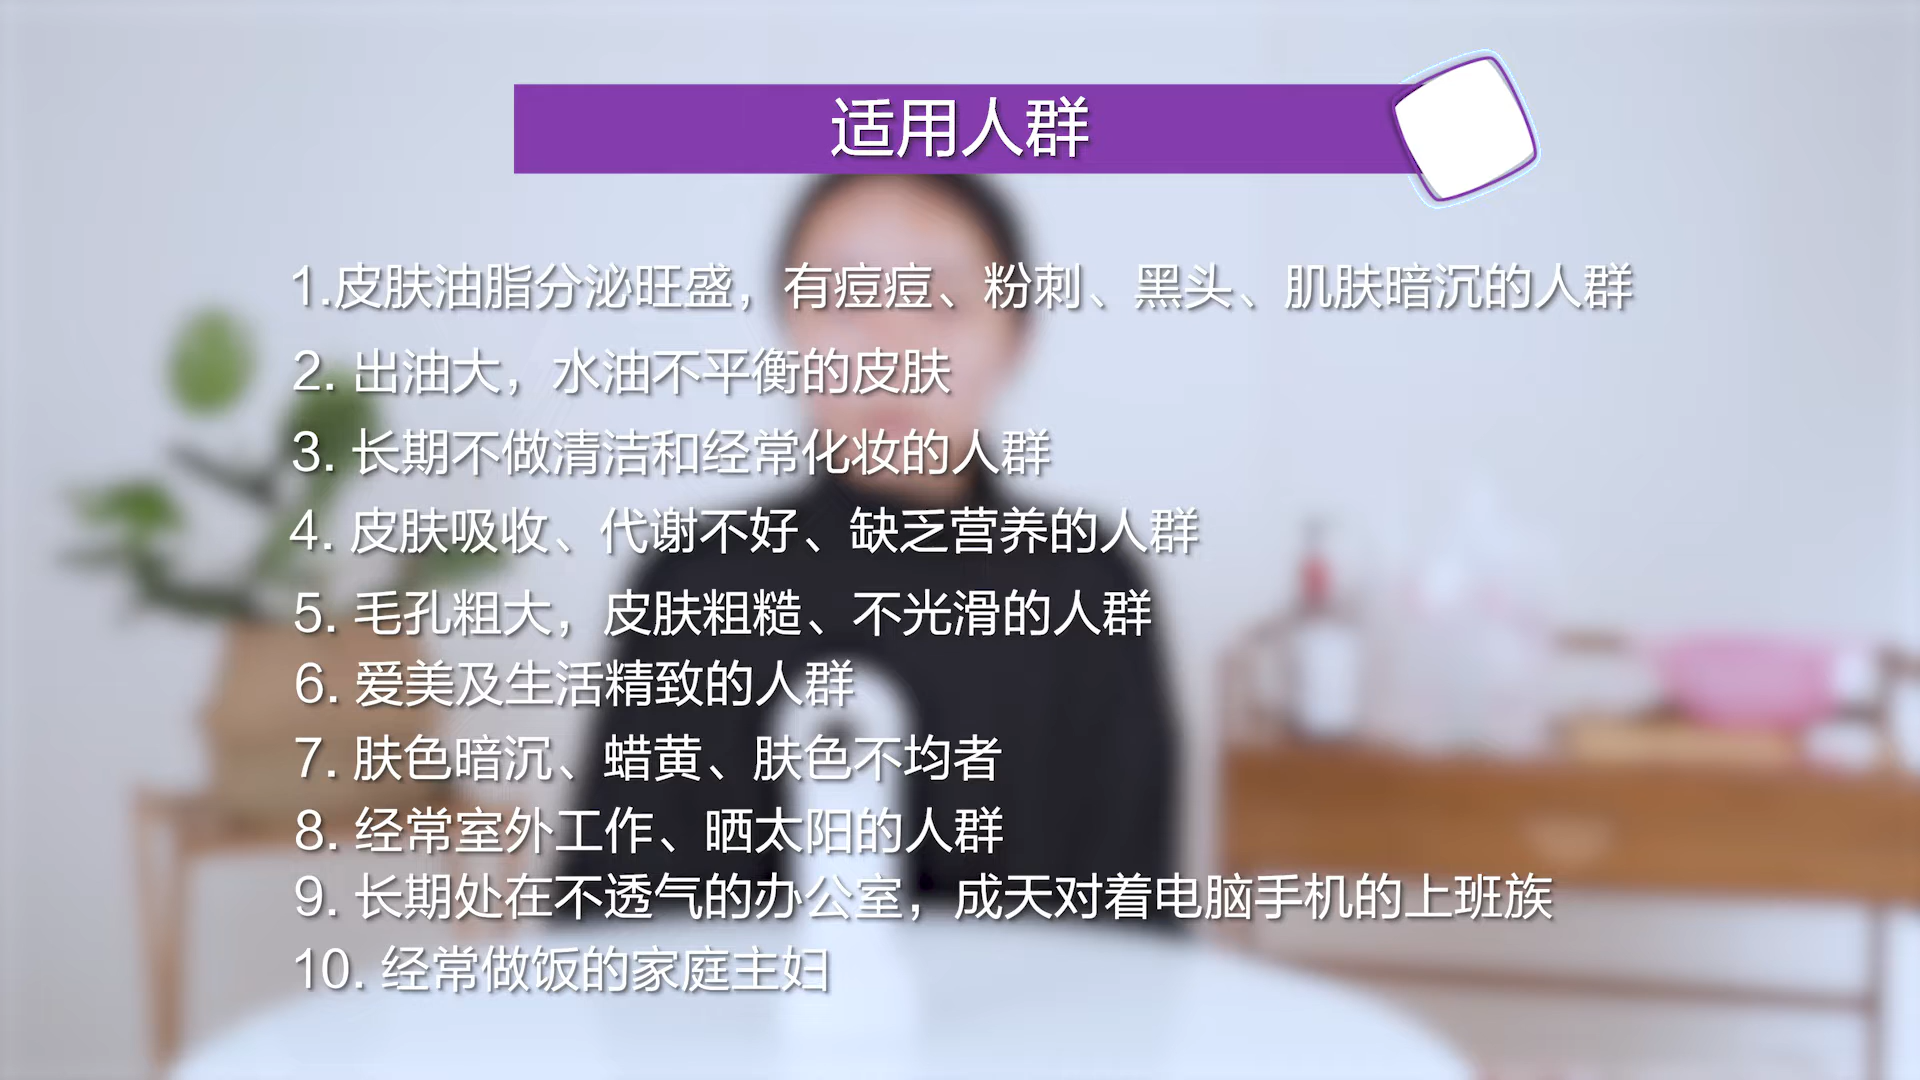 适用人群
1.皮肤油脂分泌旺盛，有痘痘、粉刺、黑头、肌肤暗沉的人群
2. 出油大，水油不平衡的皮肤
3. 长期不做清洁和经常化妆的人群
4. 皮肤吸收、代谢不好、缺乏营养的人群
5. 毛孔粗大，皮肤粗糙、不光滑的人群
6. 爱美及生活精致的人群
7. 肤色暗沉、蜡黄、肤色不均者
8. 经常室外工作、晒太阳的人群
9. 长期处在不透气的办公室，成天对着电脑手机的上班族
10. 经常做饭的家庭主妇